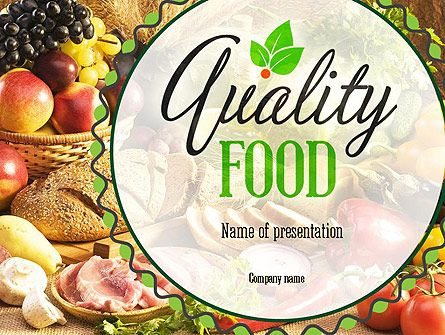 Quality
FOOD
Name of presentation
Company name